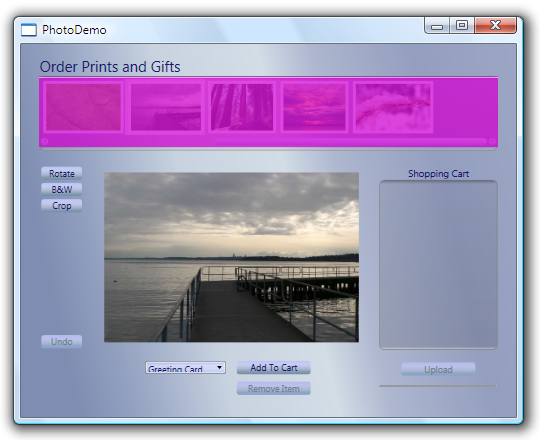 PhotoDemo
Order Prints and Gifts
Rotate
B&W
Crop
Shopping Cart
Undo
Greeting Card
Add To Cart
Upload
Remove Item